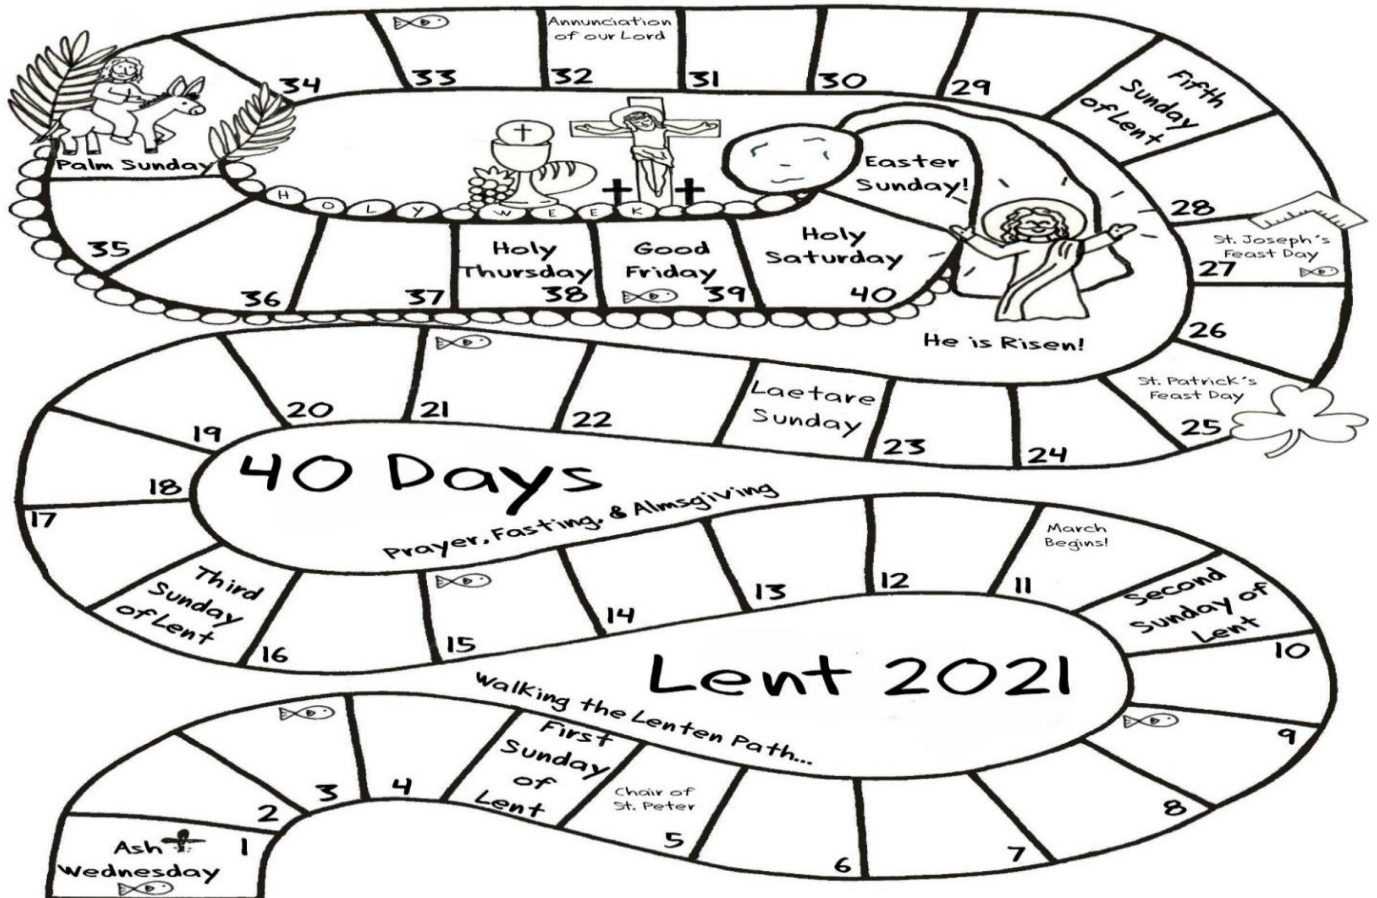 Annunciation
of our Lord
34
33
32
31
30
29
Fifth
Sunday
of Lent
Palm Sunday
HOLY WEEK
Easter
Sunday!
28
St. Joseph's
Feast Day
27
35
36
37
Holy
Thursday
38
Good
Friday
39
Holy
Saturday
40
He is Risen!
26
St. Patrick's
Feast Day
25
19
20
21
22
Laetare
Sunday
23
24
18
17
40 Days
Prayer, Fasting, & Almsgiving
Third
Sunday
of Lent
16
15
14
13
12
March
Begins!
11
Second
Sunday of
Lent
10
Lent 2021
Walking the Lenten Path...
9
8
7
6
Chair of
St. Peter
5
First
Sunday
of
Lent
4
3
2
Ash
Wednesday
1